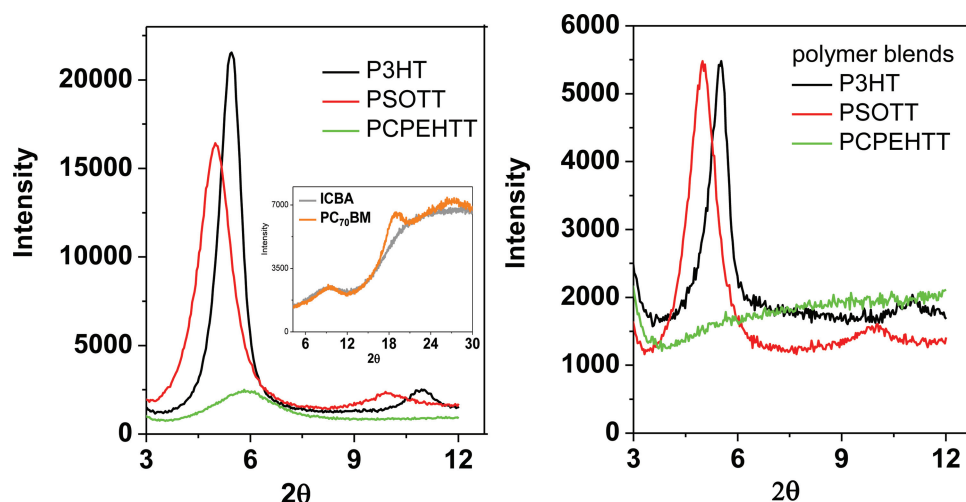 Intensity
20000
15000
10000
5000
0
3
6
9
12
2θ
P3HT
PSOTT
PCPEHTT
ICBA
PC₇₀BM
Intensity
7000
3500
0
6
12
18
24
30
2θ
Intensity
6000
5000
4000
3000
2000
1000
0
3
6
9
12
2θ
polymer blends
P3HT
PSOTT
PCPEHTT